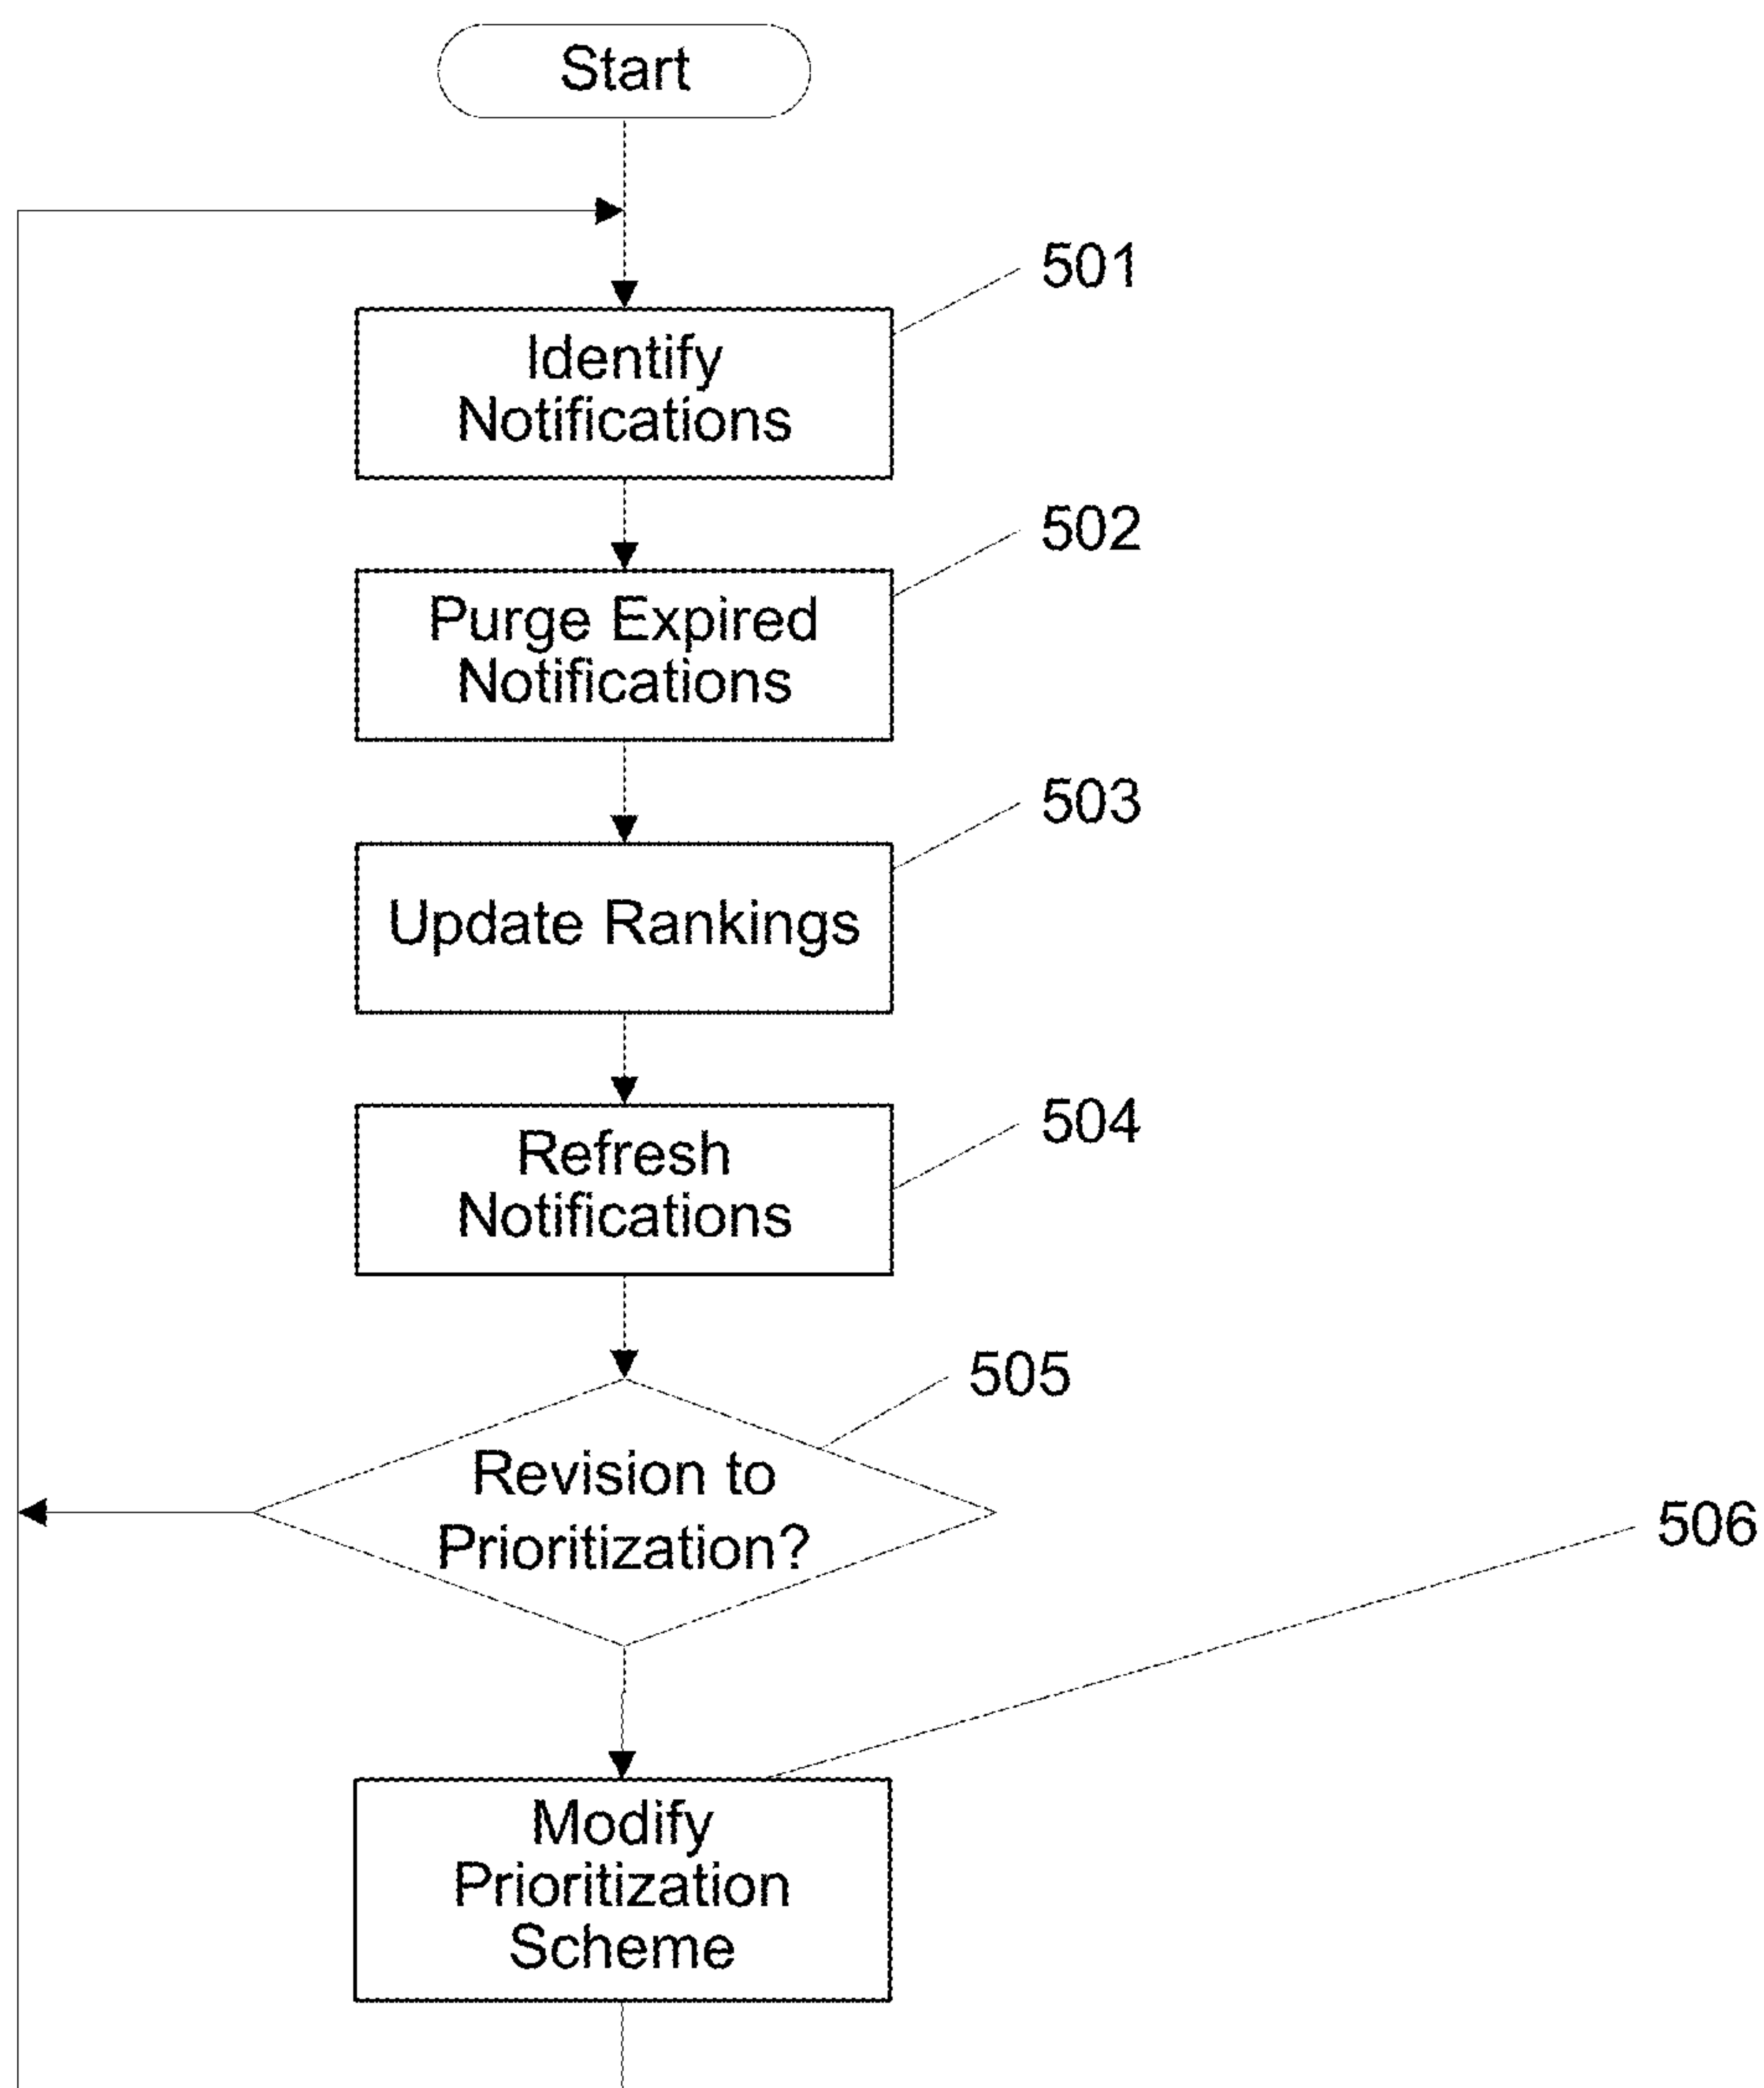 Start
501
Identify
Notifications
502
Purge Expired
Notifications
503
Update Rankings
504
Refresh
Notifications
505
Revision to
Prioritization?
506
Modify
Prioritization
Scheme